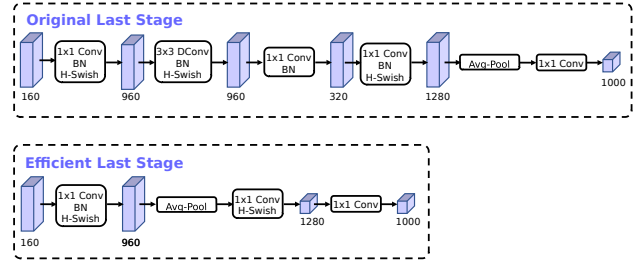 Original Last Stage
1x1 Conv
BN
H-Swish
3x3 DConv
BN
H-Swish
1x1 Conv
BN
1x1 Conv
BN
H-Swish
Avg-Pool
1x1 Conv
160
960
960
320
1280
1000
Efficient Last Stage
1x1 Conv
BN
H-Swish
Avg-Pool
1x1 Conv
H-Swish
1x1 Conv
160
960
1280
1000